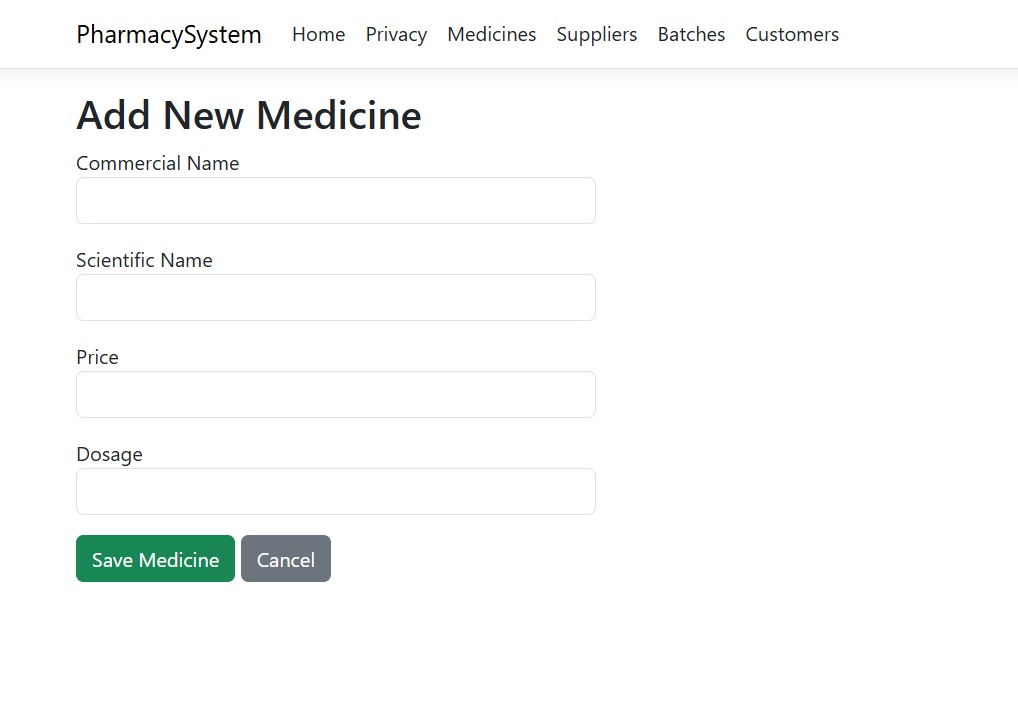 PharmacySystem Home Privacy Medicines Suppliers Batches Customers
Add New Medicine
Commercial Name
Scientific Name
Price
Dosage
Save Medicine Cancel